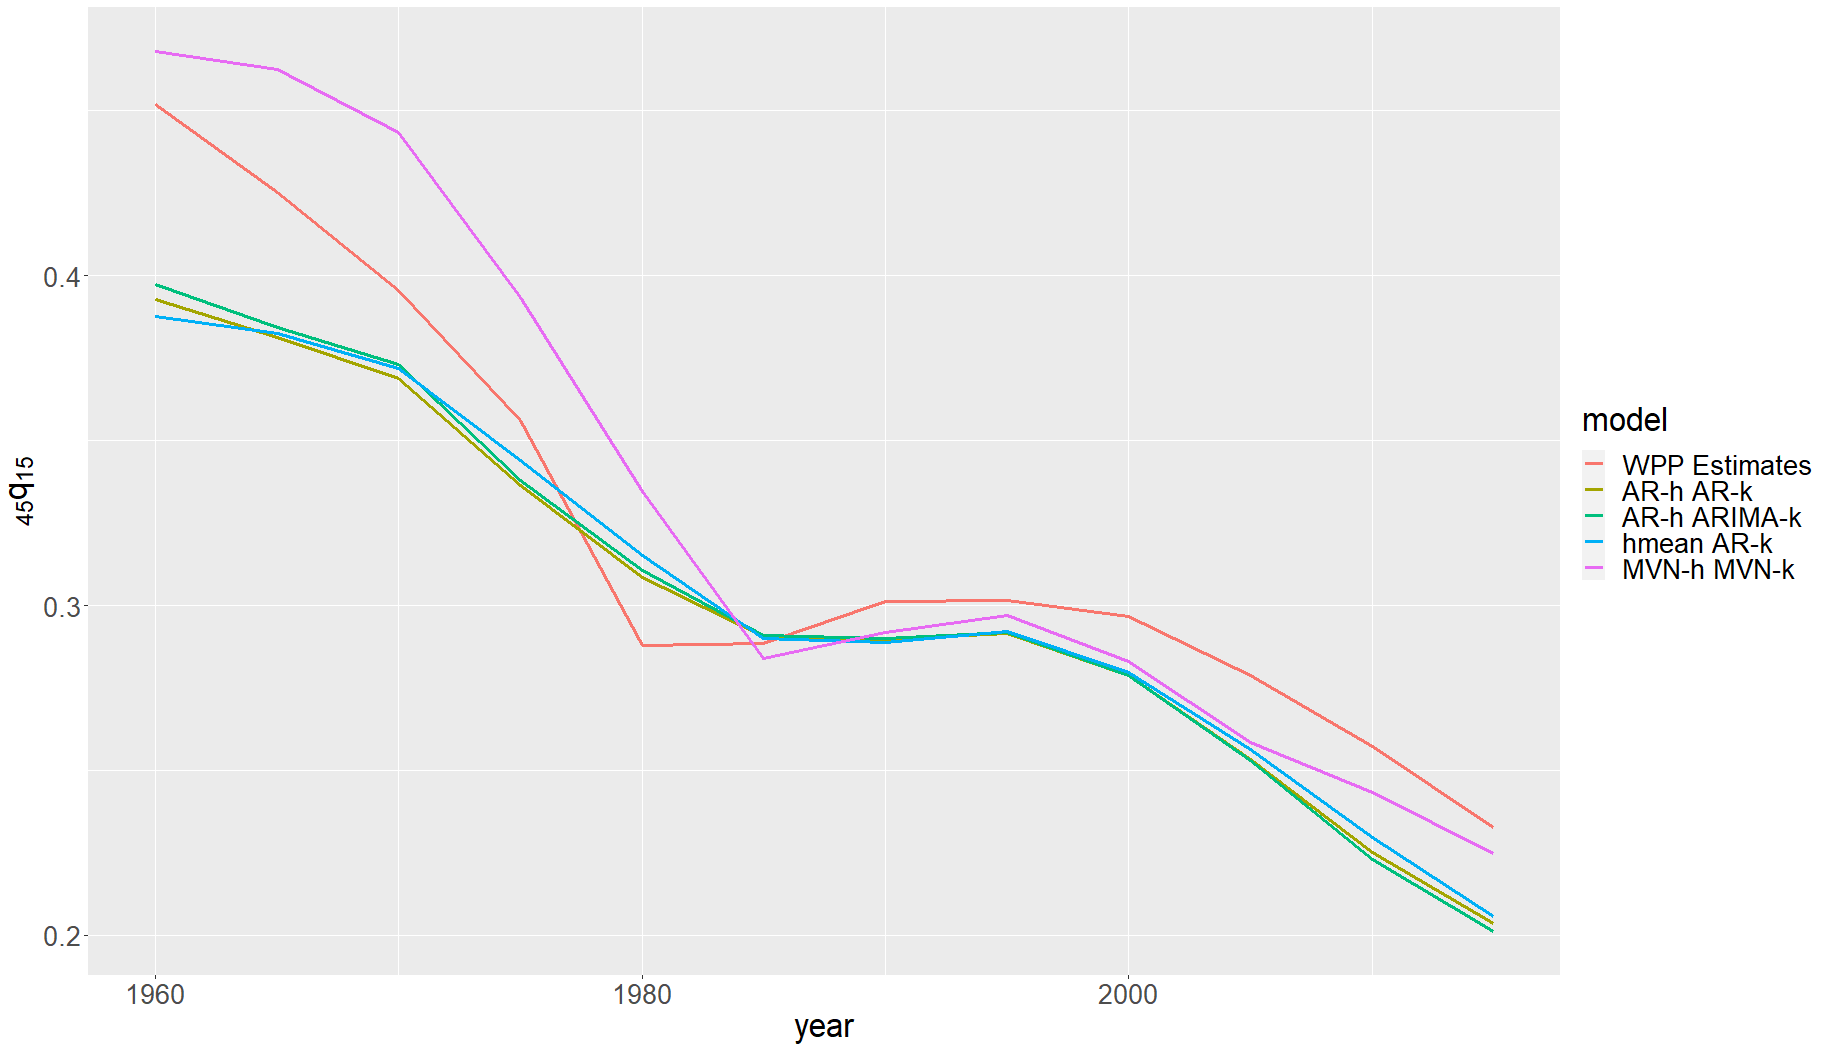 0.4
0.3
0.2
45q15
1960
1980
2000
year
model
WPP Estimates
AR-h AR-k
AR-h ARIMA-k
hmean AR-k
MVN-h MVN-k